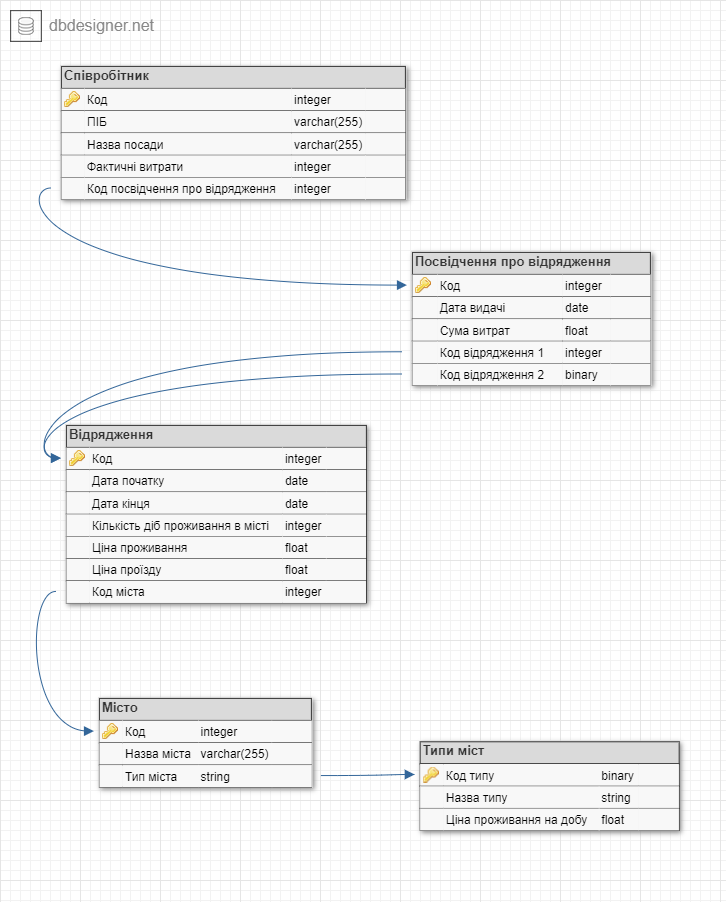 dbdesigner.net
Співробітник
Код integer
ПІБ varchar(255)
Назва посади varchar(255)
Фактичні витрати integer
Код посвідчення про відрядження integer
Посвідчення про відрядження
Код integer
Дата видачі date
Сума витрат float
Код відрядження 1 integer
Код відрядження 2 binary
Відрядження
Код integer
Дата початку date
Дата кінця date
Кількість діб проживання в місті integer
Ціна проживання float
Ціна проїзду float
Код міста integer
Місто
Код integer
Назва міста varchar(255)
Тип міста string
Типи міст
Код типу binary
Назва типу string
Ціна проживання на добу float